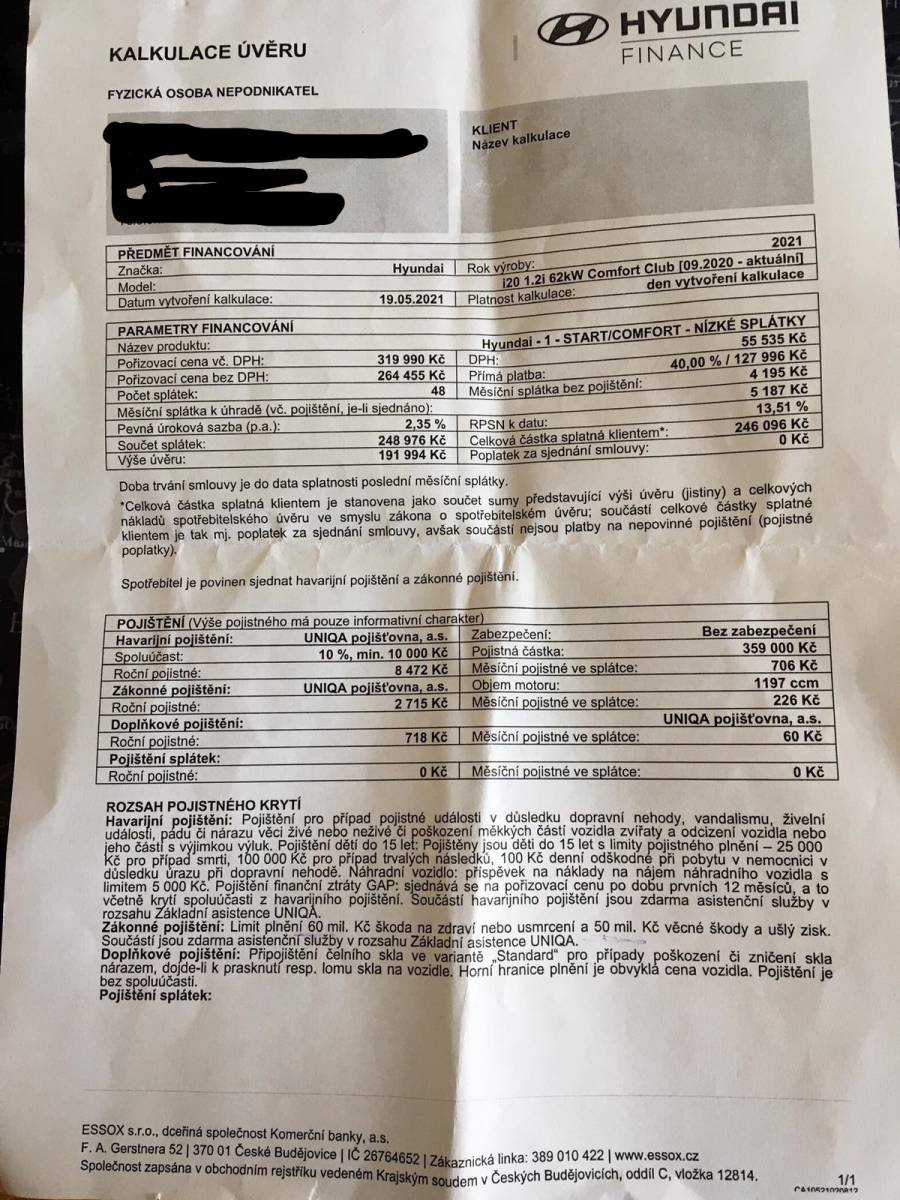 HYUNDAI
FINANCE
KALKULACE ÚVĚRU
FYZICKÁ OSOBA NEPODNIKATEL
KLIENT
Název kalkulace
PŘEDMĚT FINANCOVÁNÍ
Značka: Hyundai Rok výroby: 2021
Model: i20 1.2i 62kW Comfort Club [09.2020 - aktuální]
Datum vytvoření kalkulace: 19.05.2021 Platnost kalkulace: den vytvoření kalkulace
PARAMETRY FINANCOVÁNÍ
Název produktu: Hyundai - 1 - START/COMFORT - NÍZKÉ SPLÁTKY
Pořizovací cena vč. DPH: 319 990 Kč DPH: 55 535 Kč
Pořizovací cena bez DPH: 264 455 Kč Přímá platba: 40,00 % / 127 996 Kč
Počet splátek: 48 Měsíční splátka bez pojištění: 4 195 Kč
Měsíční splátka k úhradě (vč. pojištění, je-li sjednáno): 5 187 Kč
Pevná úroková sazba (p.a.): 2,35 % RPSN k datu: 13,51 %
Součet splátek: 248 976 Kč Celková částka splatná klientem*: 246 096 Kč
Výše úvěru: 191 994 Kč Poplatek za sjednání smlouvy: 0 Kč
Doba trvání smlouvy je do data splatnosti poslední měsíční splátky.
*Celková částka splatná klientem je stanovena jako součet sumy představující výši úvěru (jistiny) a celkových
nákladů spotřebitelského úvěru ve smyslu zákona o spotřebitelském úvěru; součástí celkové částky splatné
klientem je tak mj. poplatek za sjednání smlouvy, avšak součástí nejsou platby na nepovinné pojištění (pojistné
poplatky).
Spotřebitel je povinen sjednat havarijní pojištění a zákonné pojištění.
POJIŠTĚNÍ (Výše pojistného má pouze informativní charakter)
Havarijní pojištění: UNIQA pojišťovna, a.s. Zabezpečení: Bez zabezpečení
Spoluúčast: 10 %, min. 10 000 Kč Pojistná částka: 359 000 Kč
Roční pojistné: 8 472 Kč Měsíční pojistné ve splátce: 706 Kč
Zákonné pojištění: UNIQA pojišťovna, a.s. Objem motoru: 1197 ccm
Roční pojistné: 2 715 Kč Měsíční pojistné ve splátce: 226 Kč
Doplňkové pojištění: UNIQA pojišťovna, a.s.
Roční pojistné: 718 Kč Měsíční pojistné ve splátce: 60 Kč
Pojištění splátek:
Roční pojistné: 0 Kč Měsíční pojistné ve splátce: 0 Kč
ROZSAH POJISTNÉHO KRYTÍ
Havarijní pojištění: Pojištění pro případ pojistné události v důsledku dopravní nehody, vandalismu, živelní
události, pádu či nárazu věci živé nebo neživé či poškození měkkých částí vozidla zvířaty a odcizení vozidla nebo
jeho části s výjimkou výluk. Pojištění dětí do 15 let: Pojištěny jsou děti do 15 let s limity pojistného plnění – 25 000
Kč pro případ smrti, 100 000 Kč pro případ trvalých následků, 100 Kč denní odškodné při pobytu v nemocnici v
důsledku úrazu při dopravní nehodě. Náhradní vozidlo: příspěvek na náklady na nájem náhradního vozidla s
limitem 5 000 Kč. Pojištění finanční ztráty GAP: sjednává se na pořizovací cenu po dobu prvních 12 měsíců, a to
včetně krytí spoluúčasti z havarijního pojištění. Součástí havarijního pojištění jsou zdarma asistenční služby v
rozsahu Základní asistence UNIQA.
Zákonné pojištění: Limit plnění 60 mil. Kč škoda na zdraví nebo usmrcení a 50 mil. Kč věcné škody a ušlý zisk.
Součástí jsou zdarma asistenční služby v rozsahu Základní asistence UNIQA.
Doplňkové pojištění: Připojištění čelního skla ve variantě „Standard“ pro případy poškození či zničení skla
nárazem, dojde-li k prasknutí resp. lomu skla na vozidle. Horní hranice plnění je obvyklá cena vozidla. Pojištění je
bez spoluúčasti.
Pojištění splátek:
ESSOX s.r.o., dceřiná společnost Komerční banky, a.s.
F. A. Gerstnera 52 | 370 01 České Budějovice | IČ 26764652 | Zákaznická linka: 389 010 422 | www.essox.cz
Společnost zapsána v obchodním rejstříku vedeném Krajským soudem v Českých Budějovicích, oddíl C, vložka 12814.
1/1